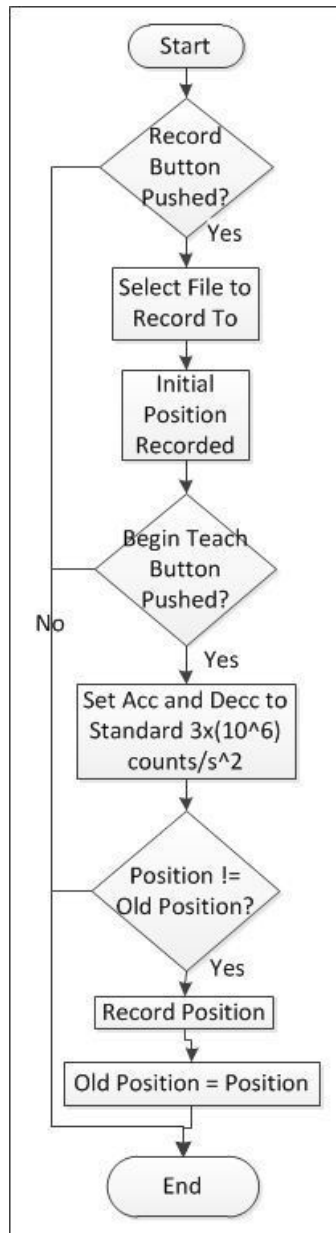 Start
Record
Button
Pushed?
Yes
Select File to
Record To
Initial
Position
Recorded
Begin Teach
Button
Pushed?
No
Yes
Set Acc and Decc to
Standard 3x(10^6)
counts/s^2
Position !=
Old Position?
Yes
Record Position
Old Position = Position
End